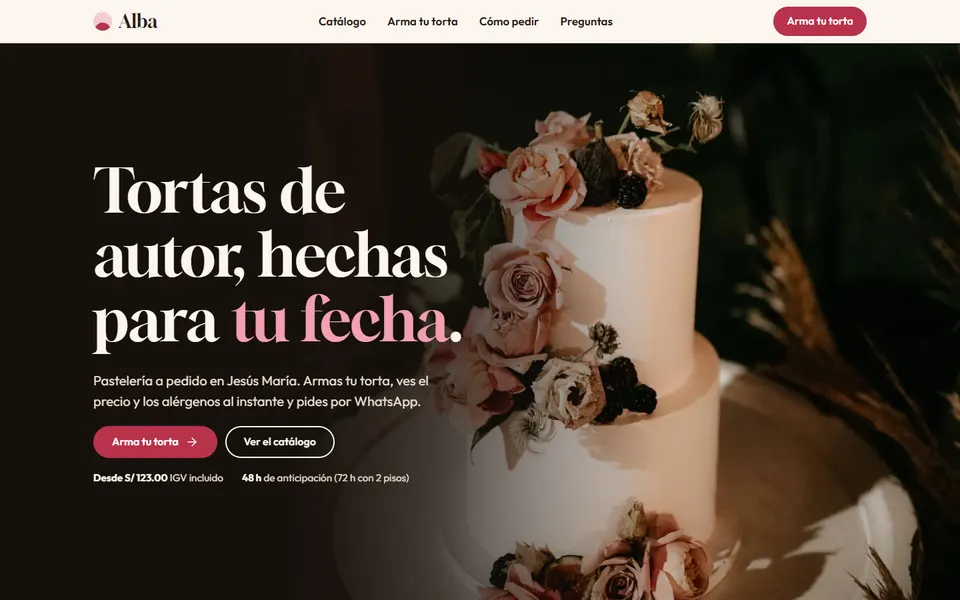 Alba
Catálogo
Arma tu torta
Cómo pedir
Preguntas
Arma tu torta
Tortas de
autor, hechas
para tu fecha.
Pastelería a pedido en Jesús María. Armas tu torta, ves el
precio y los alérgenos al instante y pides por WhatsApp.
Arma tu torta →
Ver el catálogo
Desde S/ 123.00 IGV incluido
48 h de anticipación (72 h con 2 pisos)